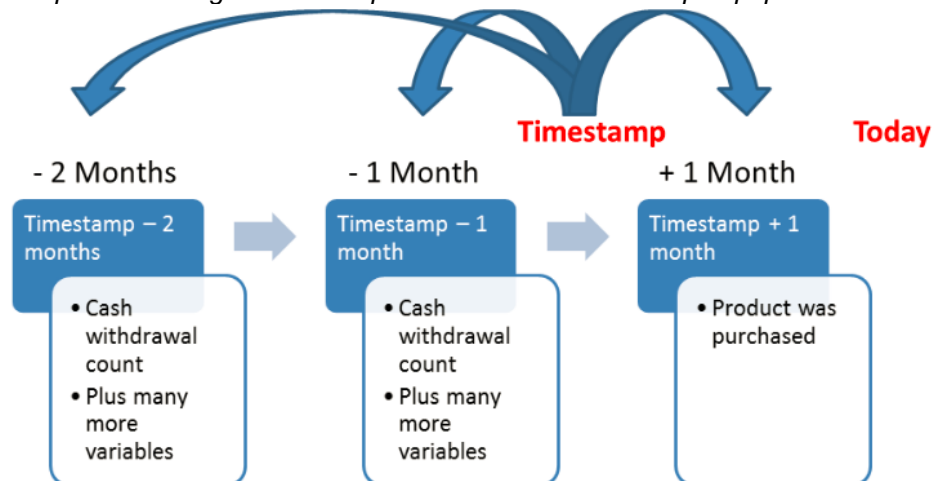 Timestamp
Today
- 2 Months
- 1 Month
+ 1 Month
Timestamp – 2
months
Timestamp – 1
month
Timestamp + 1
month
• Cash
withdrawal
count
• Plus many
more
variables
• Cash
withdrawal
count
• Plus many
more
variables
• Product was
purchased